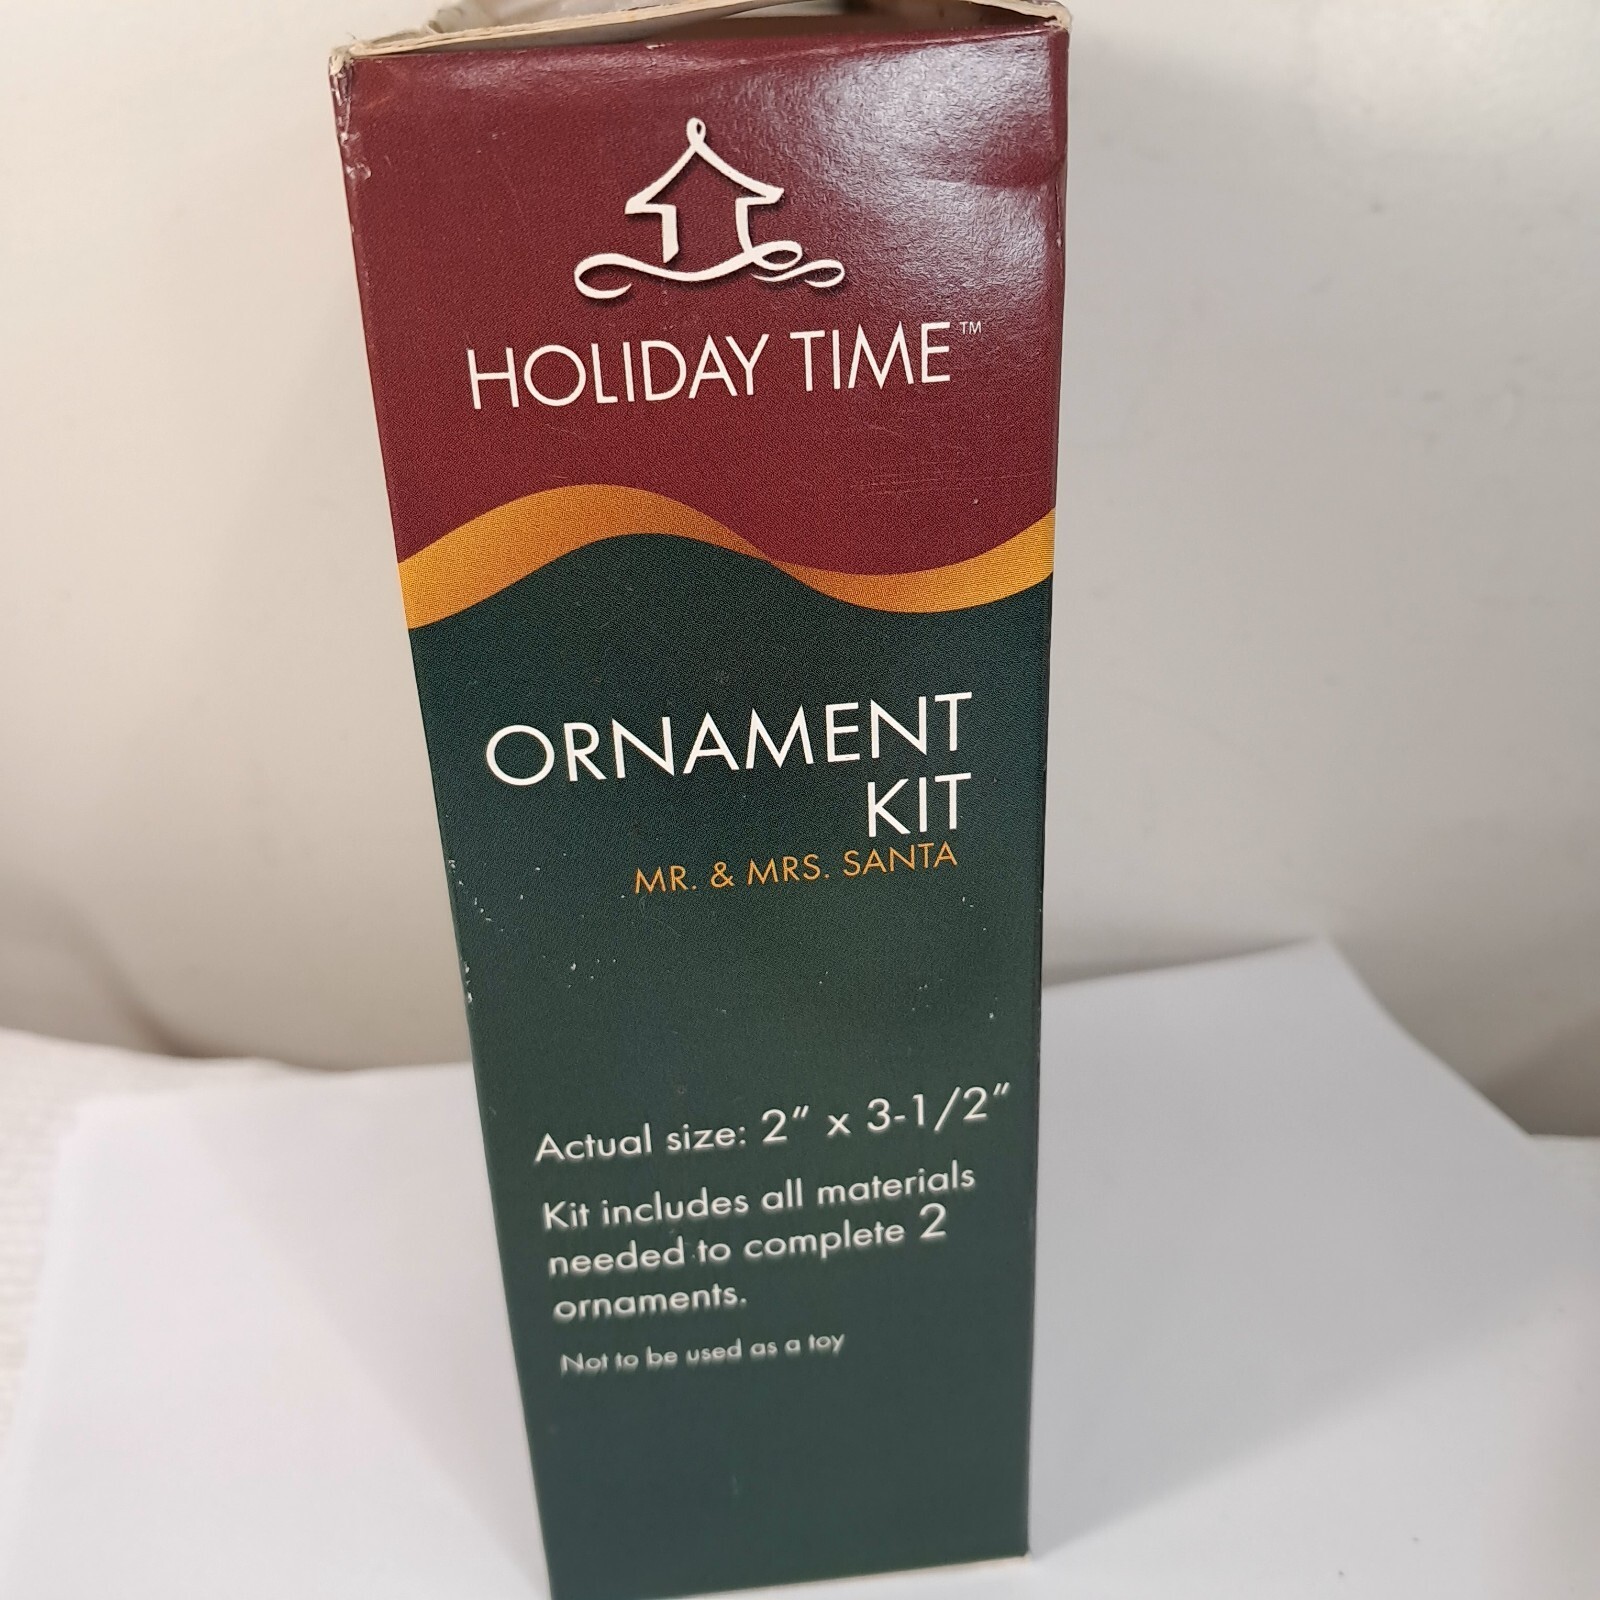 HOLIDAY TIME™
ORNAMENT
KIT
MR. & MRS. SANTA
Actual size: 2" x 3-1/2"
Kit includes all materials
needed to complete 2
ornaments.
Not to be used as a toy